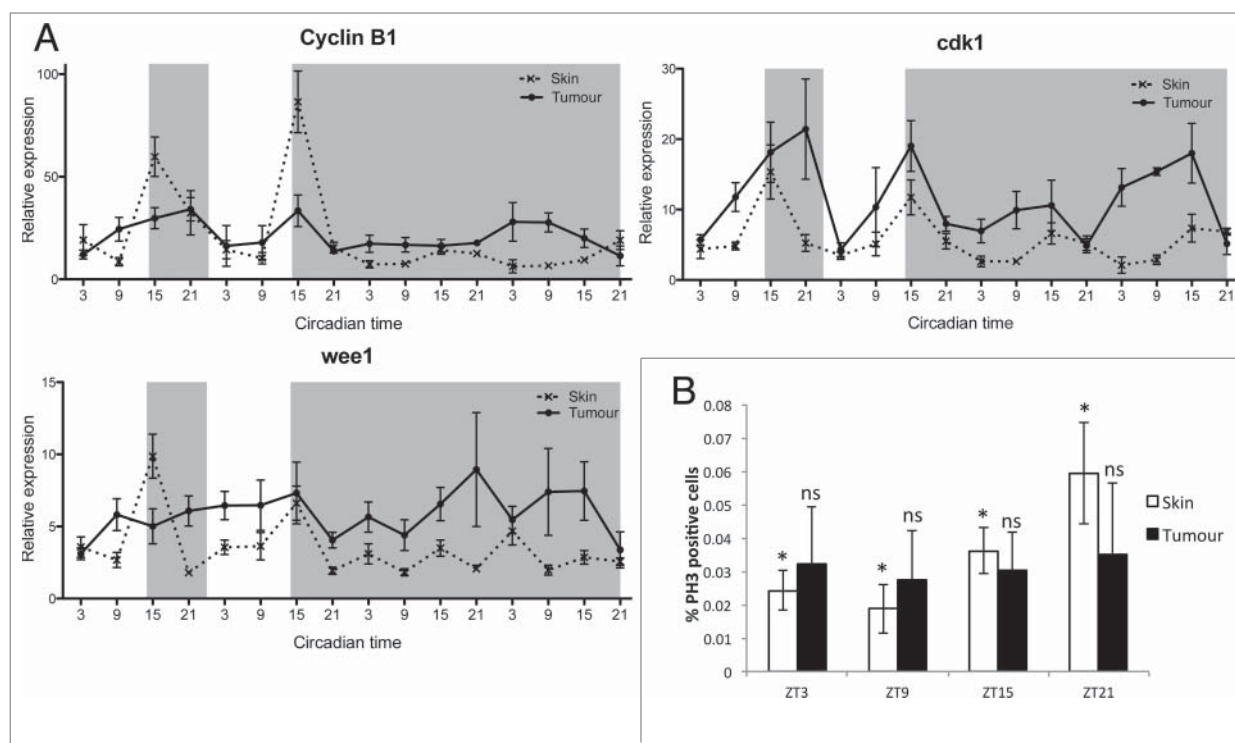 A
Cyclin B1
Relative expression
100
50
0
Skin
Tumour
3 9 15 21 3 9 15 21 3 9 15 21 3 9 15 21
Circadian time
cdk1
Relative expression
30
20
10
0
Skin
Tumour
3 9 15 21 3 9 15 21 3 9 15 21 3 9 15 21
Circadian time
wee1
Relative expression
15
10
5
0
Skin
Tumour
3 9 15 21 3 9 15 21 3 9 15 21 3 9 15 21
Circadian time
B
% PH3 positive cells
0.08
0.07
0.06
0.05
0.04
0.03
0.02
0.01
0
* ns
* ns
* ns
* ns
Skin
Tumour
ZT3 ZT9 ZT15 ZT21